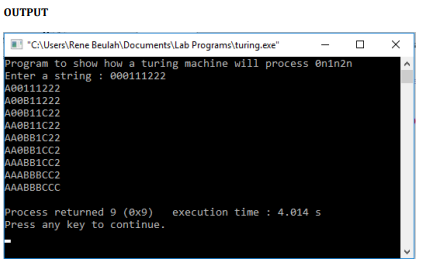 OUTPUT
"C:\Users\Rene Beulah\Documents\Lab Programs\turing.exe"
Program to show how a turing machine will process 0n1n2n
Enter a string : 000111222
A00111222
A00B11222
A00B11C22
AA0B11C22
AA0BB1C22
AA0BB1CC2
AAABB1CC2
AAABBBCC2
AAABBBCCC
Process returned 9 (0x9)   execution time : 4.014 s
Press any key to continue.